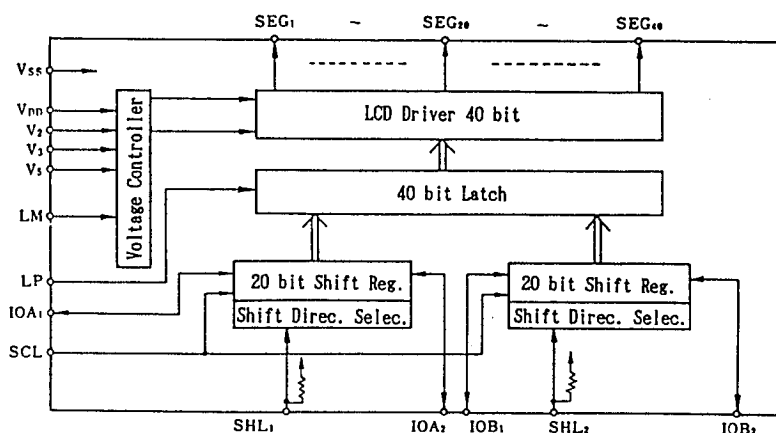 SEG1 ~ SEG20 ~ SEG40
VSS
VDD
V2
V3
V5
LM
LP
IOA1
SCL
Voltage Controller
LCD Driver 40 bit
40 bit Latch
20 bit Shift Reg.
Shift Direc. Selec.
20 bit Shift Reg.
Shift Direc. Selec.
SHL1 IOA2 IOB1 SHL2 IOB2